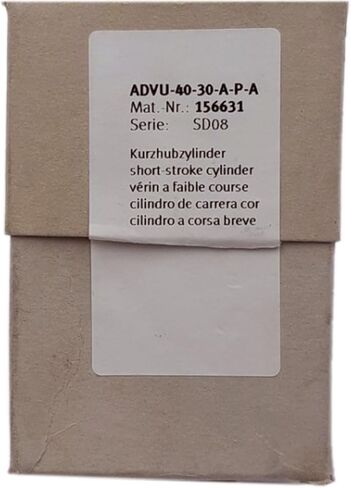 ADVU-40-30-A-P-A
Mat.-Nr.: 156631
Serie: SD08
Kurzhubzylinder
short-stroke cylinder
vérin a faible course
cilindro de carrera cor
cilindro a corsa breve